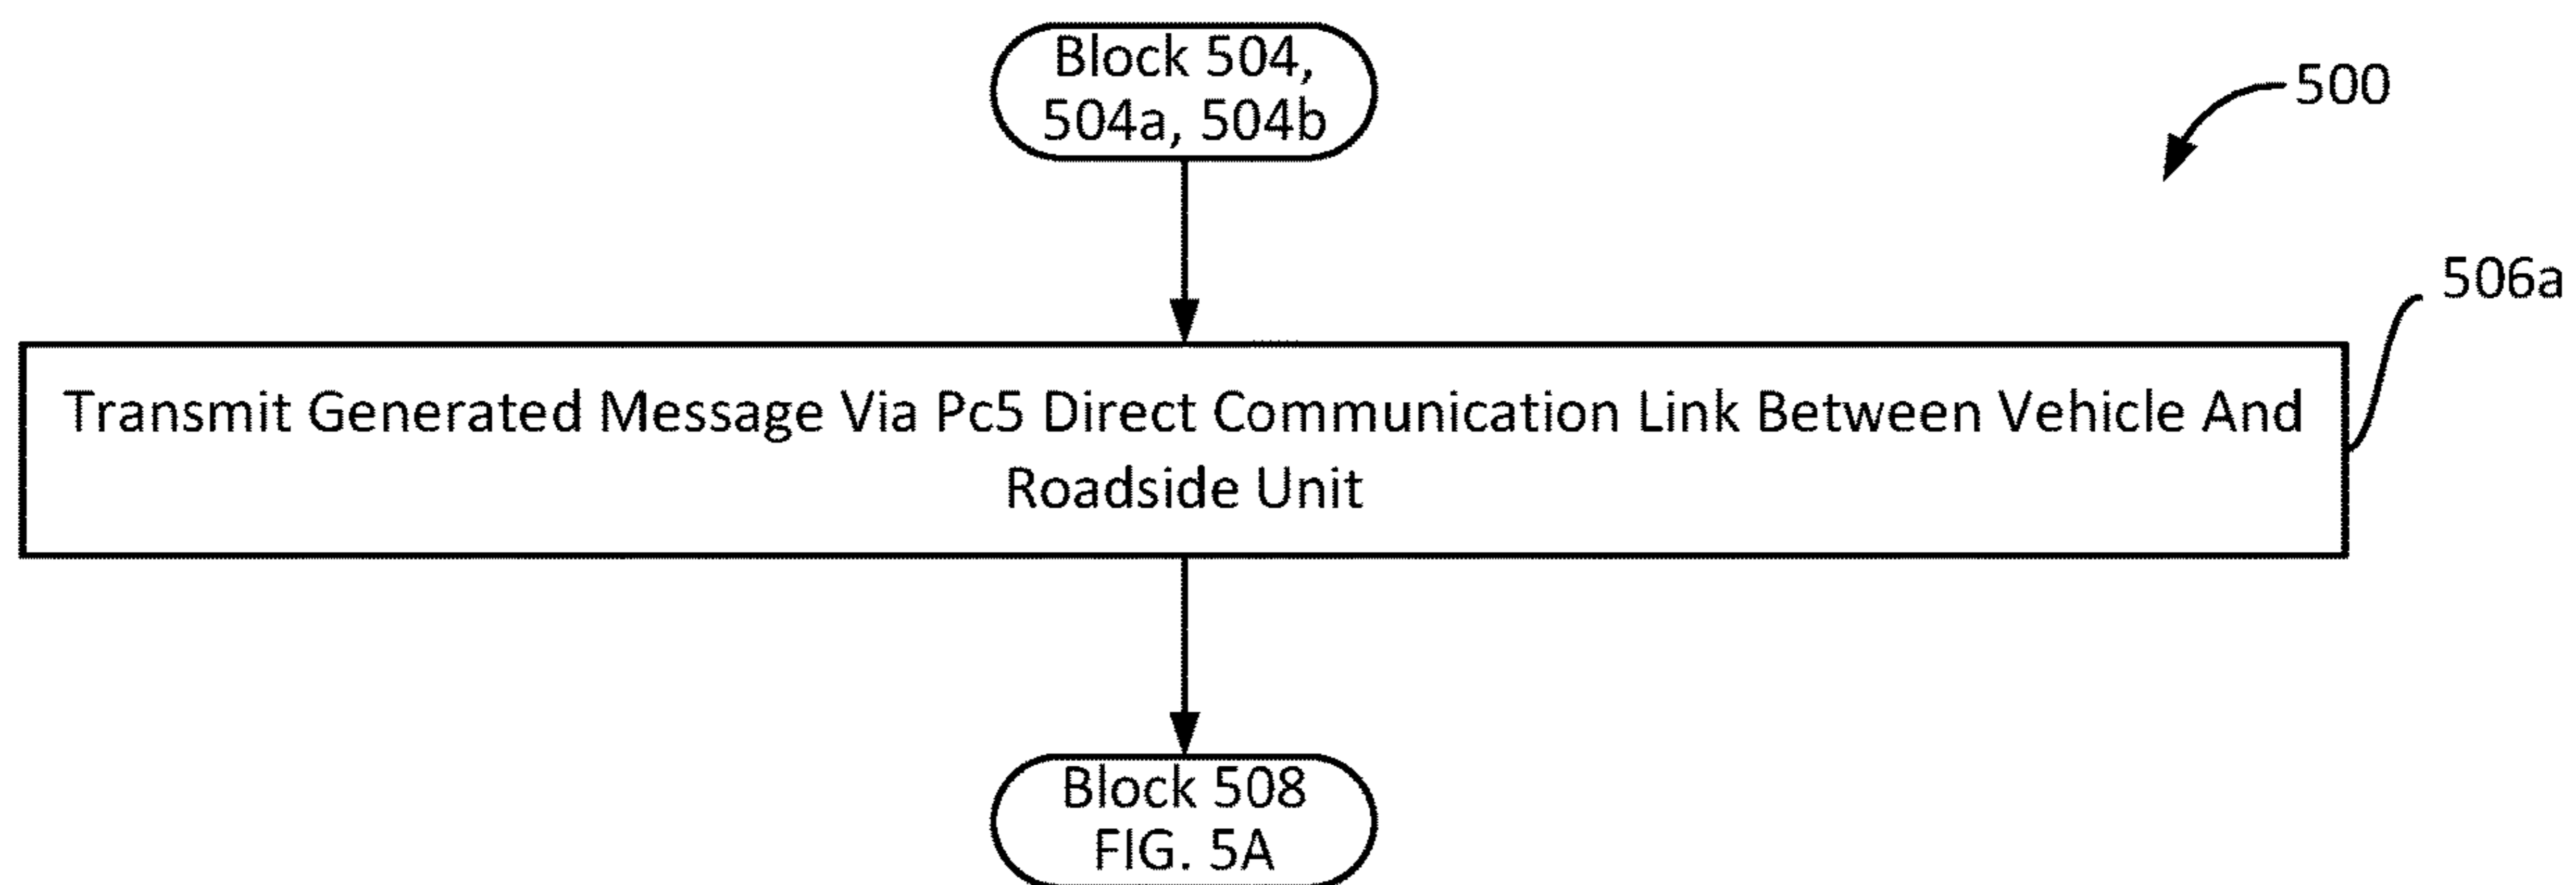 Block 504,
504a, 504b
500
506a
Transmit Generated Message Via Pc5 Direct Communication Link Between Vehicle And
Roadside Unit
Block 508
FIG. 5A